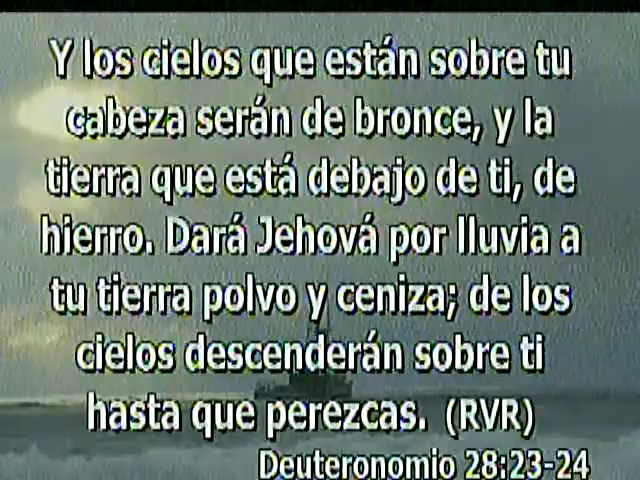 Y los cielos que están sobre tu
cabeza serán de bronce, y la
tierra que está debajo de ti, de
hierro. Dará Jehová por lluvia a
tu tierra polvo y ceniza; de los
cielos descenderán sobre ti
hasta que perezcas. (RVR)
Deuteronomio 28:23-24